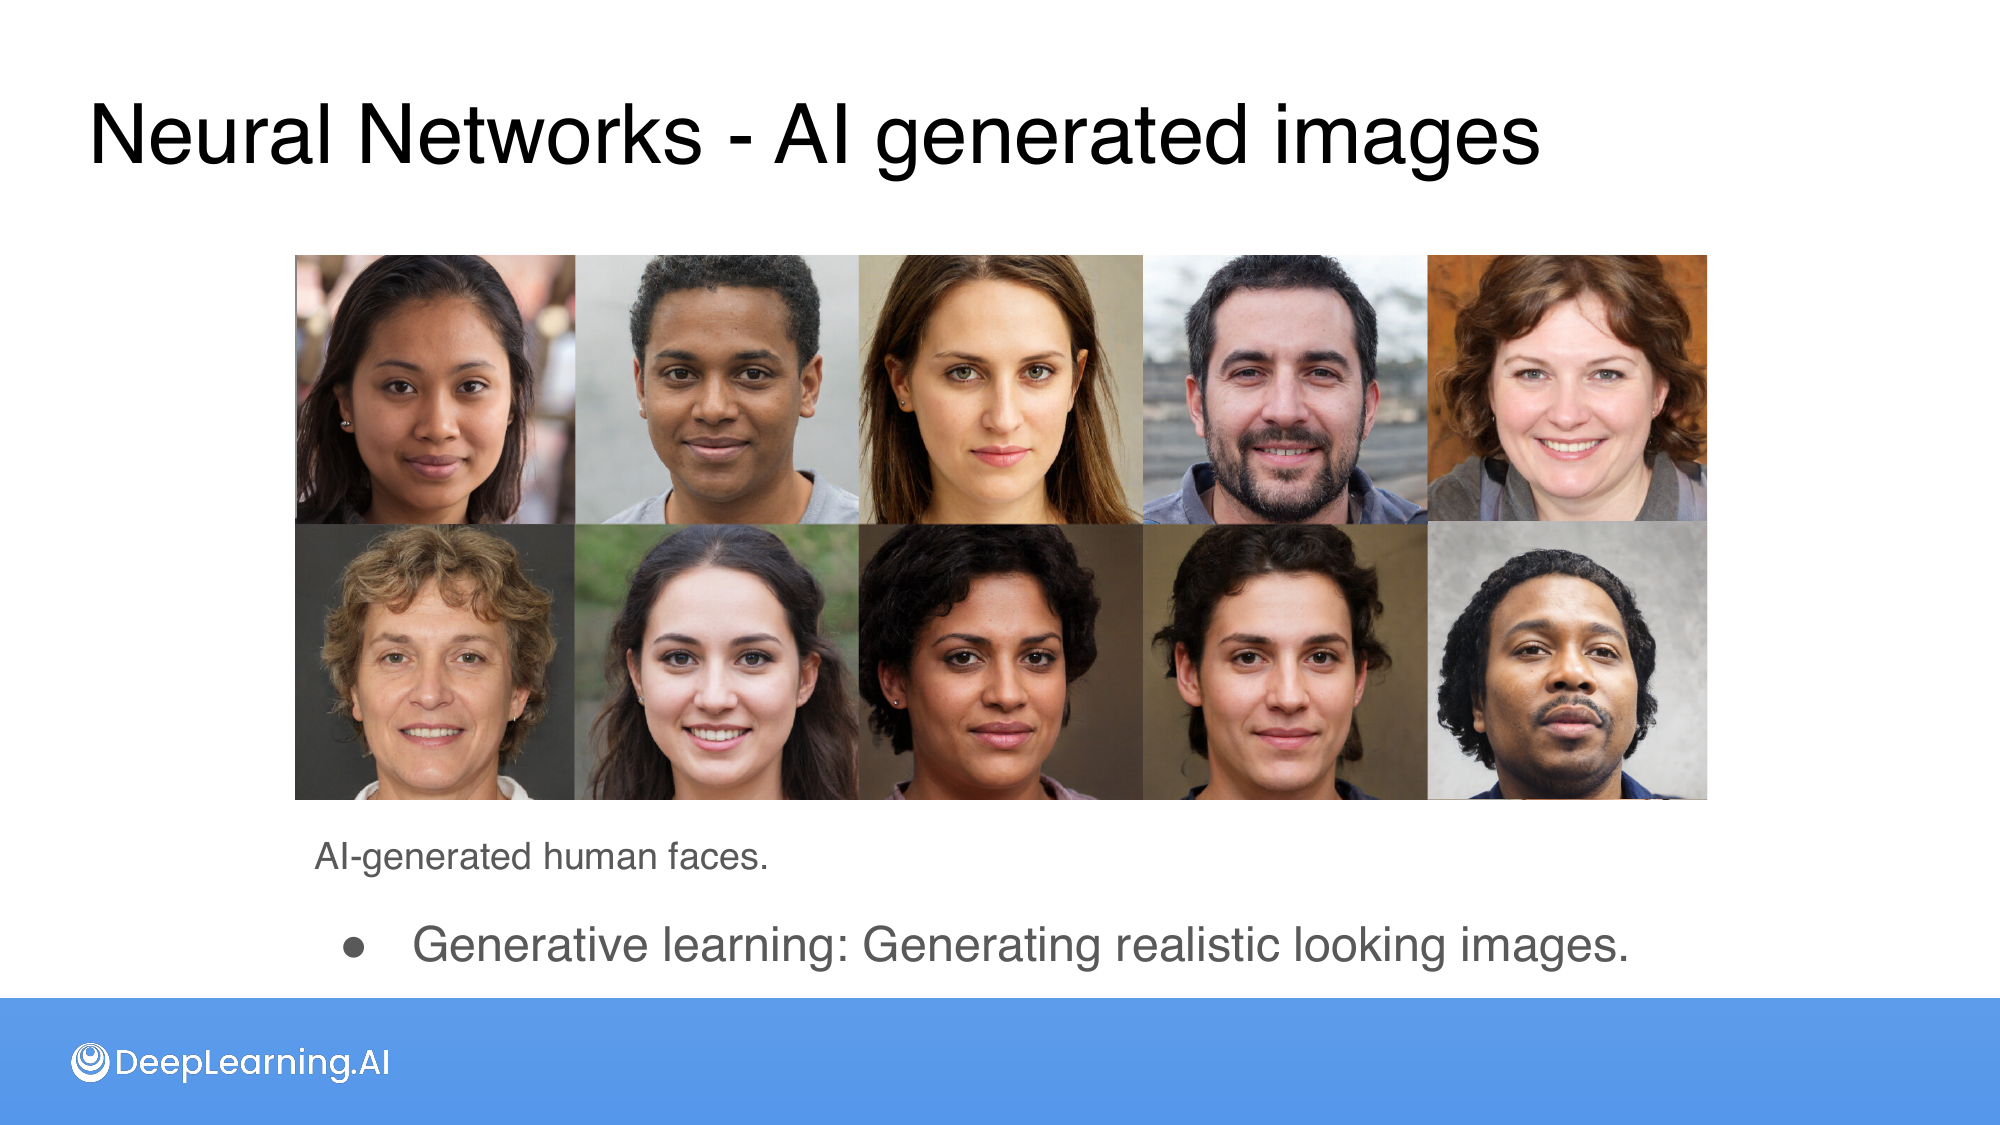 Neural Networks - AI generated images
AI-generated human faces.
● Generative learning: Generating realistic looking images.
DeepLearning.AI